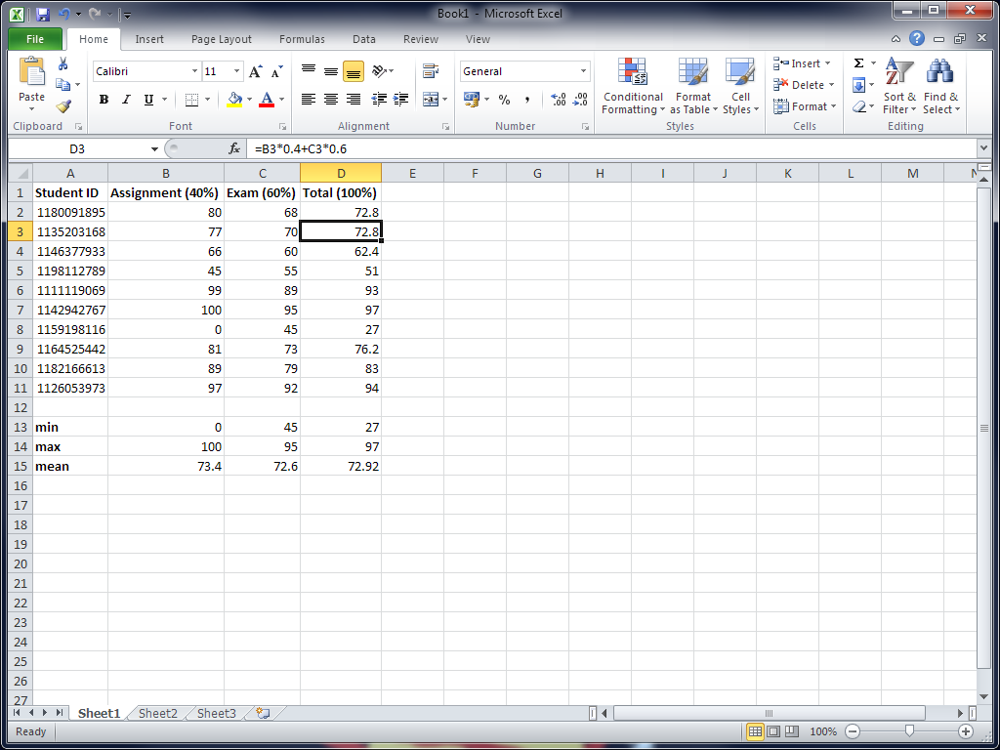 Book1 - Microsoft Excel
File Home Insert Page Layout Formulas Data Review View
Paste
Clipboard
Calibri 11
B I U
Font
Alignment
General
Number
Conditional Formatting
Format as Table
Cell Styles
Styles
Insert
Delete
Format
Cells
Sort & Filter
Find & Select
Editing
D3 fx =B3*0.4+C3*0.6
A B C D E F G H I J K L M N
1 Student ID Assignment (40%) Exam (60%) Total (100%)
2 1180091895 80 68 72.8
3 1135203168 77 70 72.8
4 1146377933 66 60 62.4
5 1198112789 45 55 51
6 1111119069 99 89 93
7 1142942767 100 95 97
8 1159198116 0 45 27
9 1164525442 81 73 76.2
10 1182166613 89 79 83
11 1126053973 97 92 94
12
13 min 0 45 27
14 max 100 95 97
15 mean 73.4 72.6 72.92
16
17
18
19
20
21
22
23
24
25
26
27
Sheet1 Sheet2 Sheet3
Ready 100%